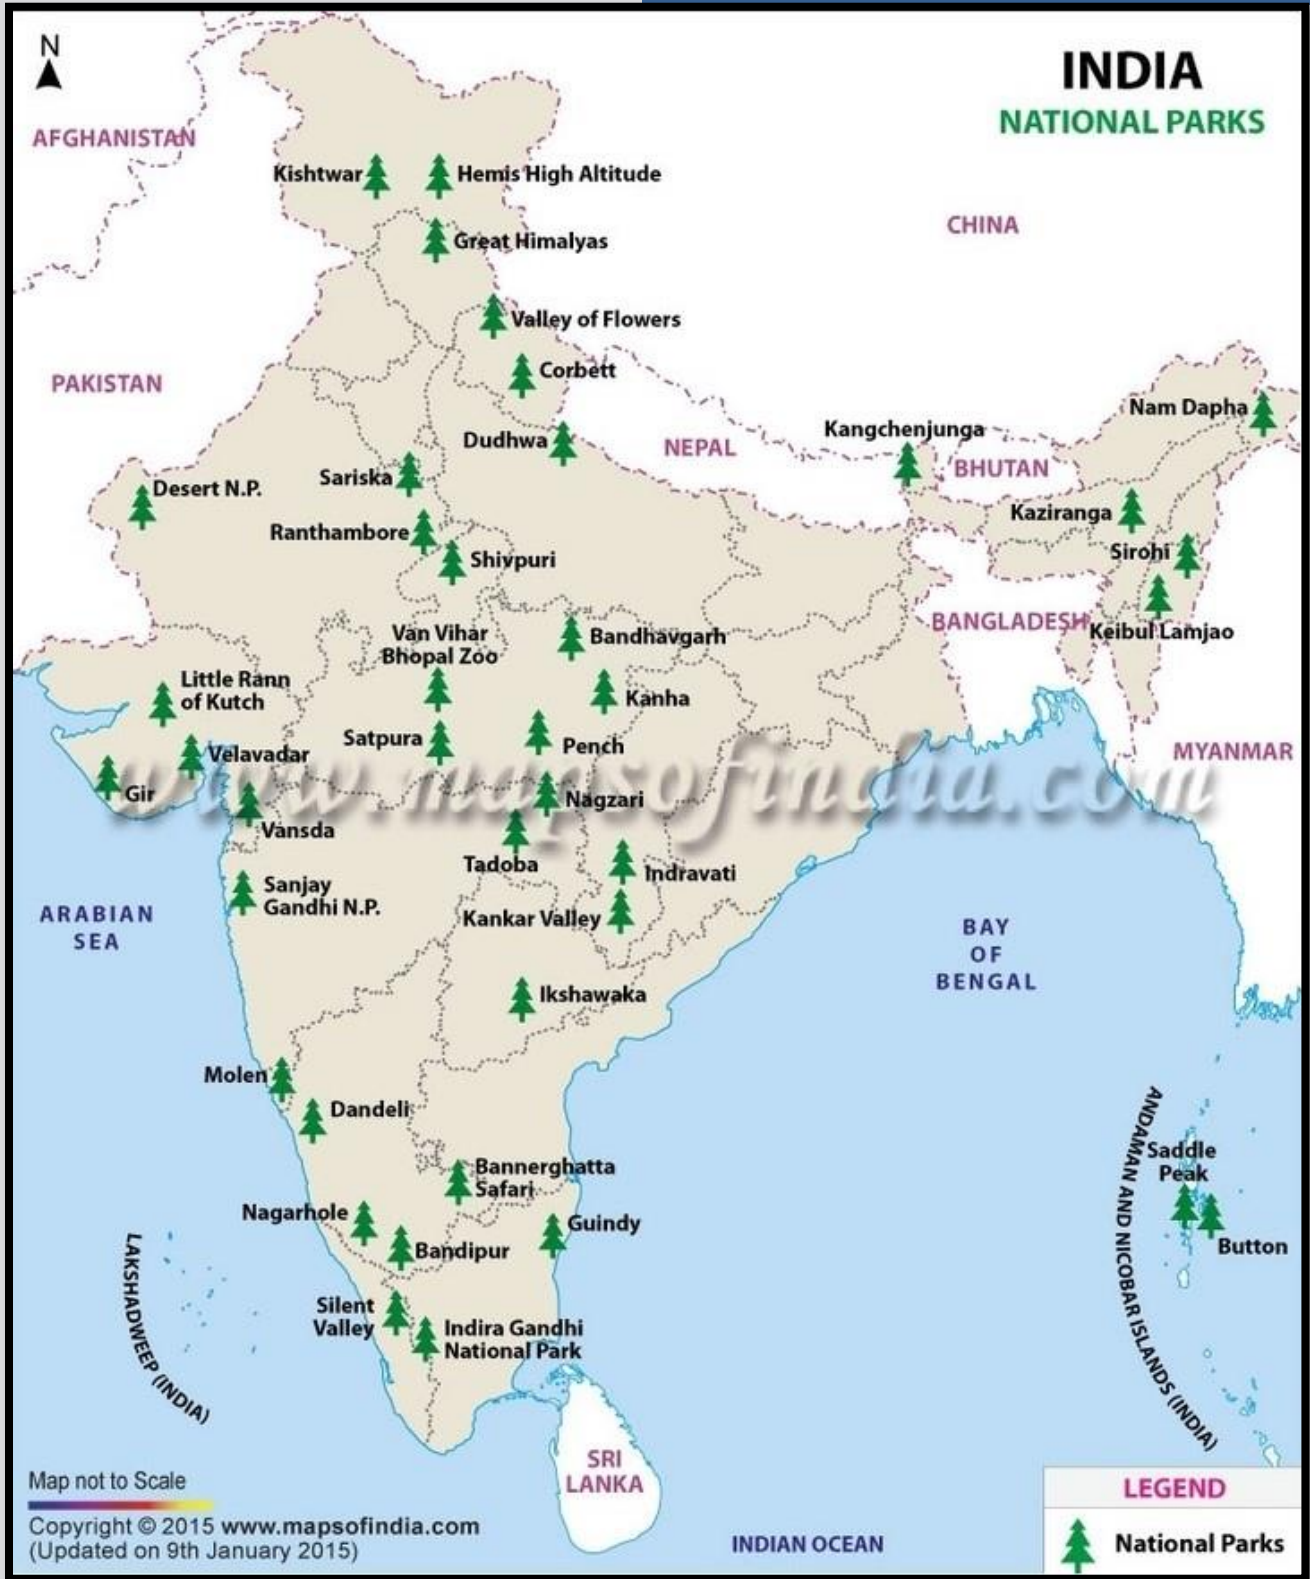 N
INDIA
NATIONAL PARKS
AFGHANISTAN
Kishtwar
Hemis High Altitude
CHINA
Great Himalyas
Valley of Flowers
Corbett
PAKISTAN
Nam Dapha
Kangchenjunga
Dudhwa
NEPAL
BHUTAN
Sariska
Desert N.P.
Kaziranga
Ranthambore
Sirohi
Shivpuri
BANGLADESH
Keibul Lamjao
Van Vihar
Bhopal Zoo
Bandhavgarh
Little Rann
of Kutch
Kanha
Satpura
Pench
Velavadar
MYANMAR
www.mapsofindia.com
Gir
Nagzari
Vansda
Tadoba
Indravati
Sanjay
Gandhi N.P.
Kankar Valley
ARABIAN
SEA
BAY
OF
BENGAL
Ikshawaka
Molen
Dandeli
ANDAMAN AND NICOBAR ISLANDS (INDIA)
Saddle
Peak
Bannerghatta
Safari
Nagarhole
Guindy
Bandipur
Button
LAKSHADWEEP (INDIA)
Silent
Valley
Indira Gandhi
National Park
SRI
LANKA
Map not to Scale
Copyright © 2015 www.mapsofindia.com
(Updated on 9th January 2015)
INDIAN OCEAN
LEGEND
National Parks